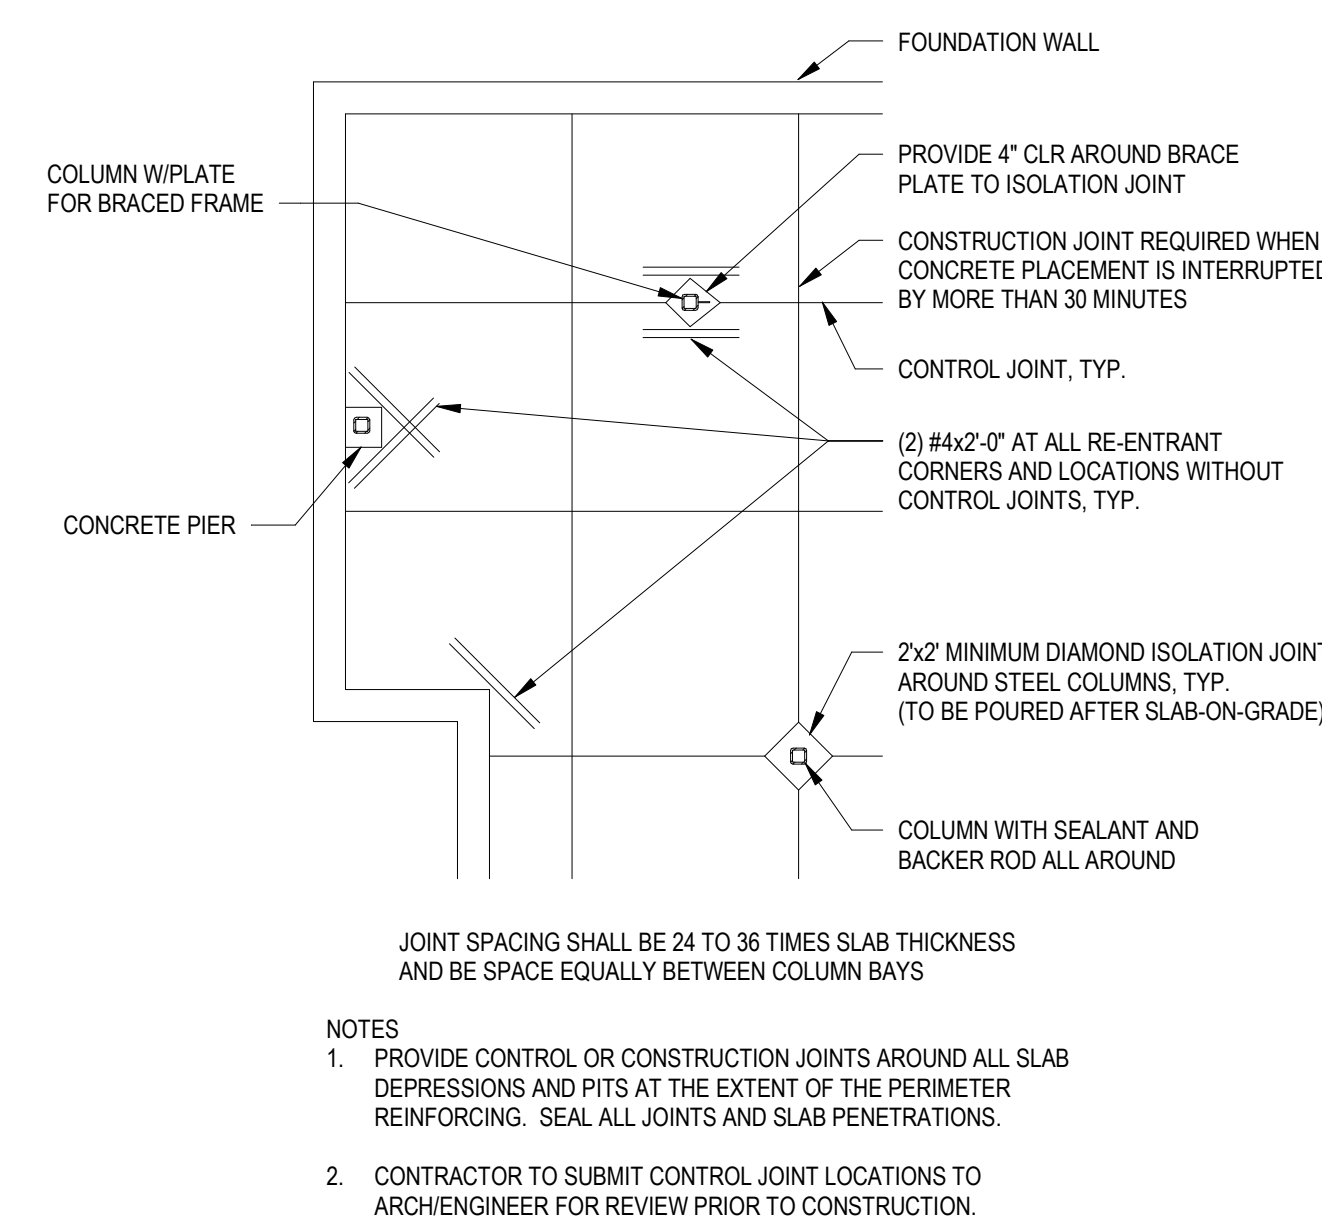 FOUNDATION WALL
COLUMN W/PLATE
FOR BRACED FRAME
PROVIDE 4" CLR AROUND BRACE
PLATE TO ISOLATION JOINT
CONSTRUCTION JOINT REQUIRED WHEN
CONCRETE PLACEMENT IS INTERRUPTED
BY MORE THAN 30 MINUTES
CONTROL JOINT, TYP.
(2) #4x2'-0" AT ALL RE-ENTRANT
CORNERS AND LOCATIONS WITHOUT
CONTROL JOINTS, TYP.
CONCRETE PIER
2'x2' MINIMUM DIAMOND ISOLATION JOINT
AROUND STEEL COLUMNS, TYP.
(TO BE POURED AFTER SLAB-ON-GRADE)
COLUMN WITH SEALANT AND
BACKER ROD ALL AROUND
JOINT SPACING SHALL BE 24 TO 36 TIMES SLAB THICKNESS
AND BE SPACE EQUALLY BETWEEN COLUMN BAYS
NOTES
1. PROVIDE CONTROL OR CONSTRUCTION JOINTS AROUND ALL SLAB
DEPRESSIONS AND PITS AT THE EXTENT OF THE PERIMETER
REINFORCING. SEAL ALL JOINTS AND SLAB PENETRATIONS.
2. CONTRACTOR TO SUBMIT CONTROL JOINT LOCATIONS TO
ARCH/ENGINEER FOR REVIEW PRIOR TO CONSTRUCTION.